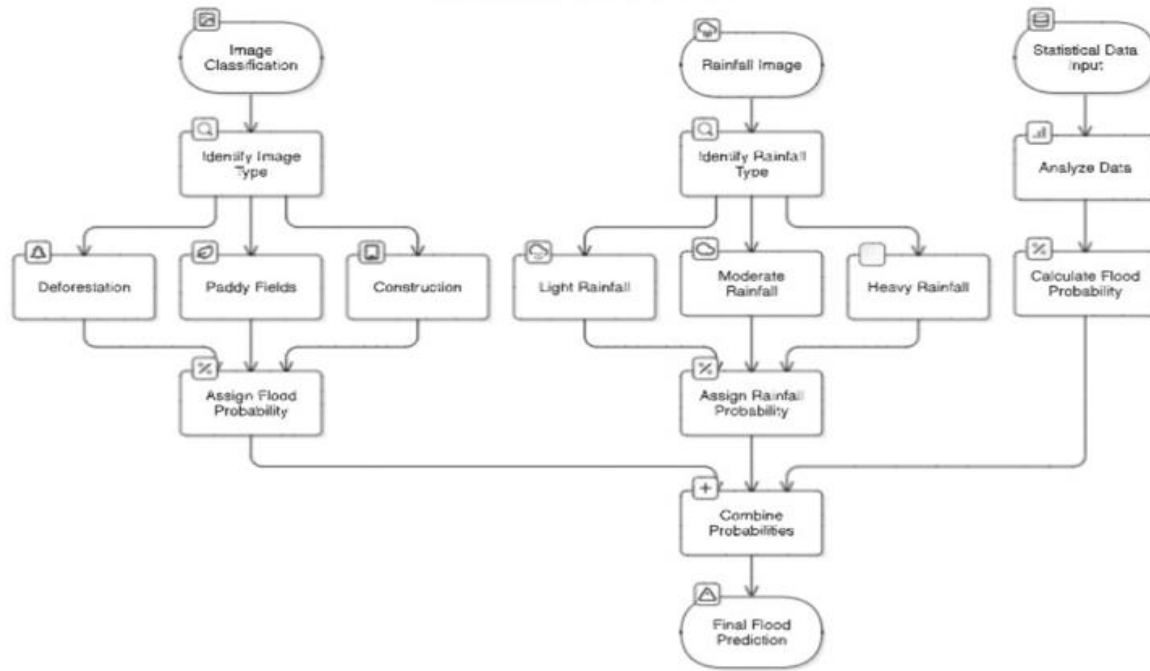 Image
Classification
Rainfall Image
Statistical Data
Input
Identify Image
Type
Identify Rainfall
Type
Analyze Data
Deforestation
Paddy Fields
Construction
Light Rainfall
Moderate
Rainfall
Heavy Rainfall
Calculate Flood
Probability
Assign Flood
Probability
Assign Rainfall
Probability
Combine
Probabilities
Final Flood
Prediction